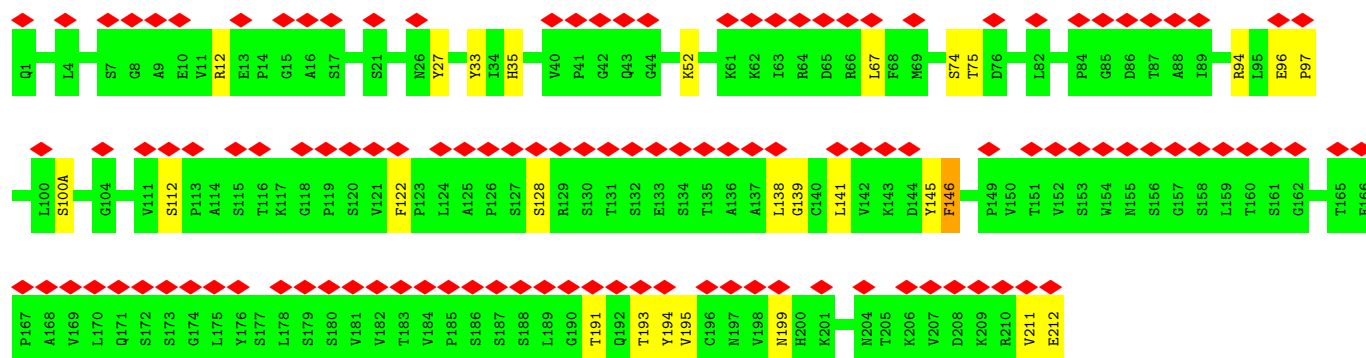 Q1 L4 S7 G8 A9 E10 V11 R12 E13 P14 G15 A16 S17 S21 N26 Y27 Y33 I34 H35 V40 P41 G42 Q43 G44 K52 K61 K62 I63 R64 D65 R66 L67 F68 M69 S74 T75 D76 L82 P84 G85 D86 T87 A88 I89 R94 L95 E96 P97
L100 S100A G104 V111 S112 P113 A114 S115 T116 K117 G118 P119 S120 V121 F122 P123 L124 A125 P126 S127 S128 R129 S130 T131 S132 E133 S134 T135 A136 A137 L138 G139 C140 L141 V142 K143 D144 Y145 F146 P149 V150 T151 V152 S153 W154 N155 S156 G157 S158 L159 T160 S161 G162 T165 F166
P167 A168 V169 L170 Q171 S172 S173 G174 L175 Y176 S177 L178 S179 S180 V181 V182 T183 V184 P185 S186 S187 S188 L189 G190 T191 Q192 T193 Y194 V195 C196 N197 V198 N199 H200 K201 N204 T205 K206 V207 D208 K209 R210 V211 E212